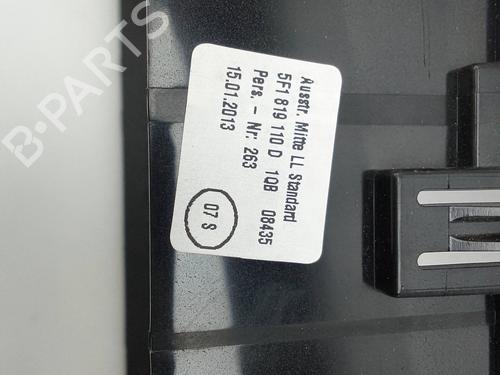 Ausstr. Mitte LL Standard
5F1 819 110 D 1QB 08435
Pers. - Nr: 263
15.01.2013
07 S
B-PARTS